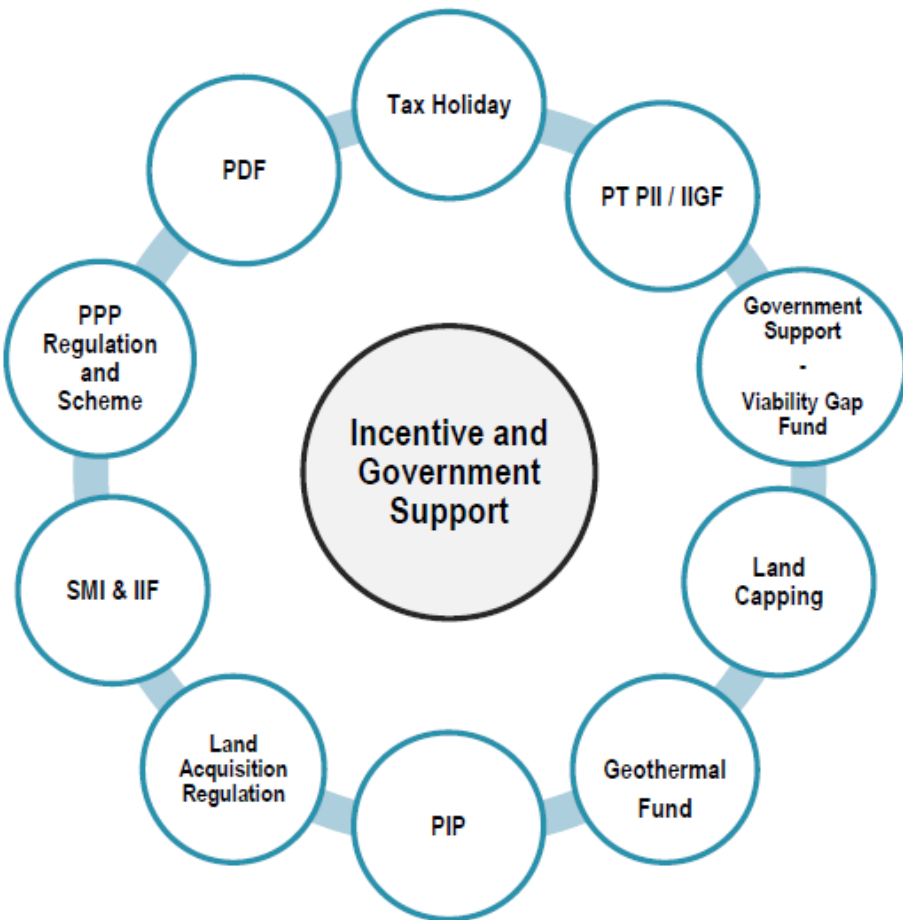 Tax Holiday
PT PII / IIGF
Government
Support
-
Viability Gap
Fund
Land
Capping
Geothermal
Fund
PIP
Land
Acquisition
Regulation
SMI & IIF
PPP
Regulation
and
Scheme
PDF
Incentive and
Government
Support